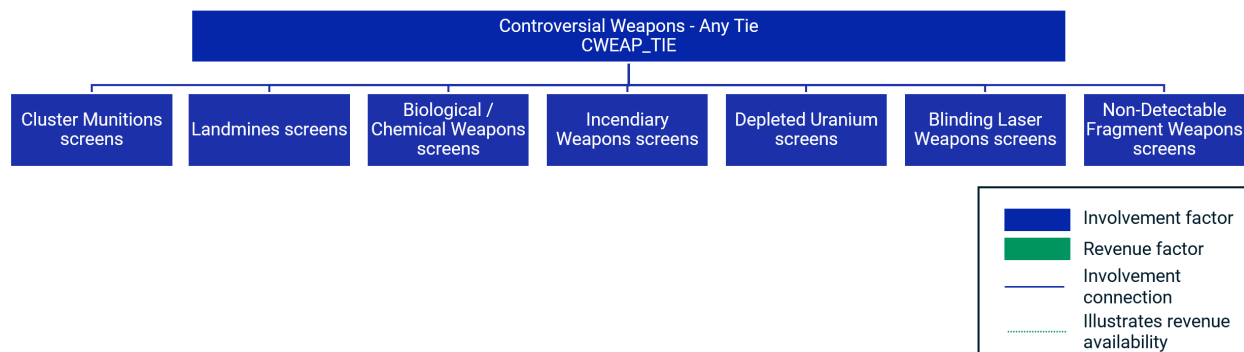 Controversial Weapons - Any Tie
CWEAP_TIE
Cluster Munitions
screens
Landmines screens
Biological /
Chemical Weapons
screens
Incendiary
Weapons screens
Depleted Uranium
screens
Blinding Laser
Weapons screens
Non-Detectable
Fragment Weapons
screens
Involvement factor
Revenue factor
Involvement
connection
Illustrates revenue
availability